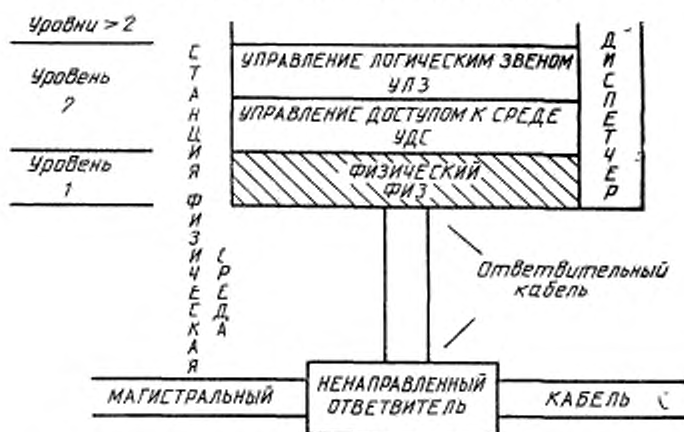 Уровни > 2
Уровень
2
Уровень
1
СТАНЦИЯ
ФИЗИЧЕСКАЯ
СРЕДА
УПРАВЛЕНИЕ ЛОГИЧЕСКИМ ЗВЕНОМ
УЛЗ
УПРАВЛЕНИЕ ДОСТУПОМ К СРЕДЕ
УДС
ФИЗИЧЕСКИЙ
ФИЗ
ДИСПЕТЧЕР
Ответвительный
кабель
МАГИСТРАЛЬНЫЙ
НЕНАПРАВЛЕННЫЙ
ОТВЕТВИТЕЛЬ
КАБЕЛЬ